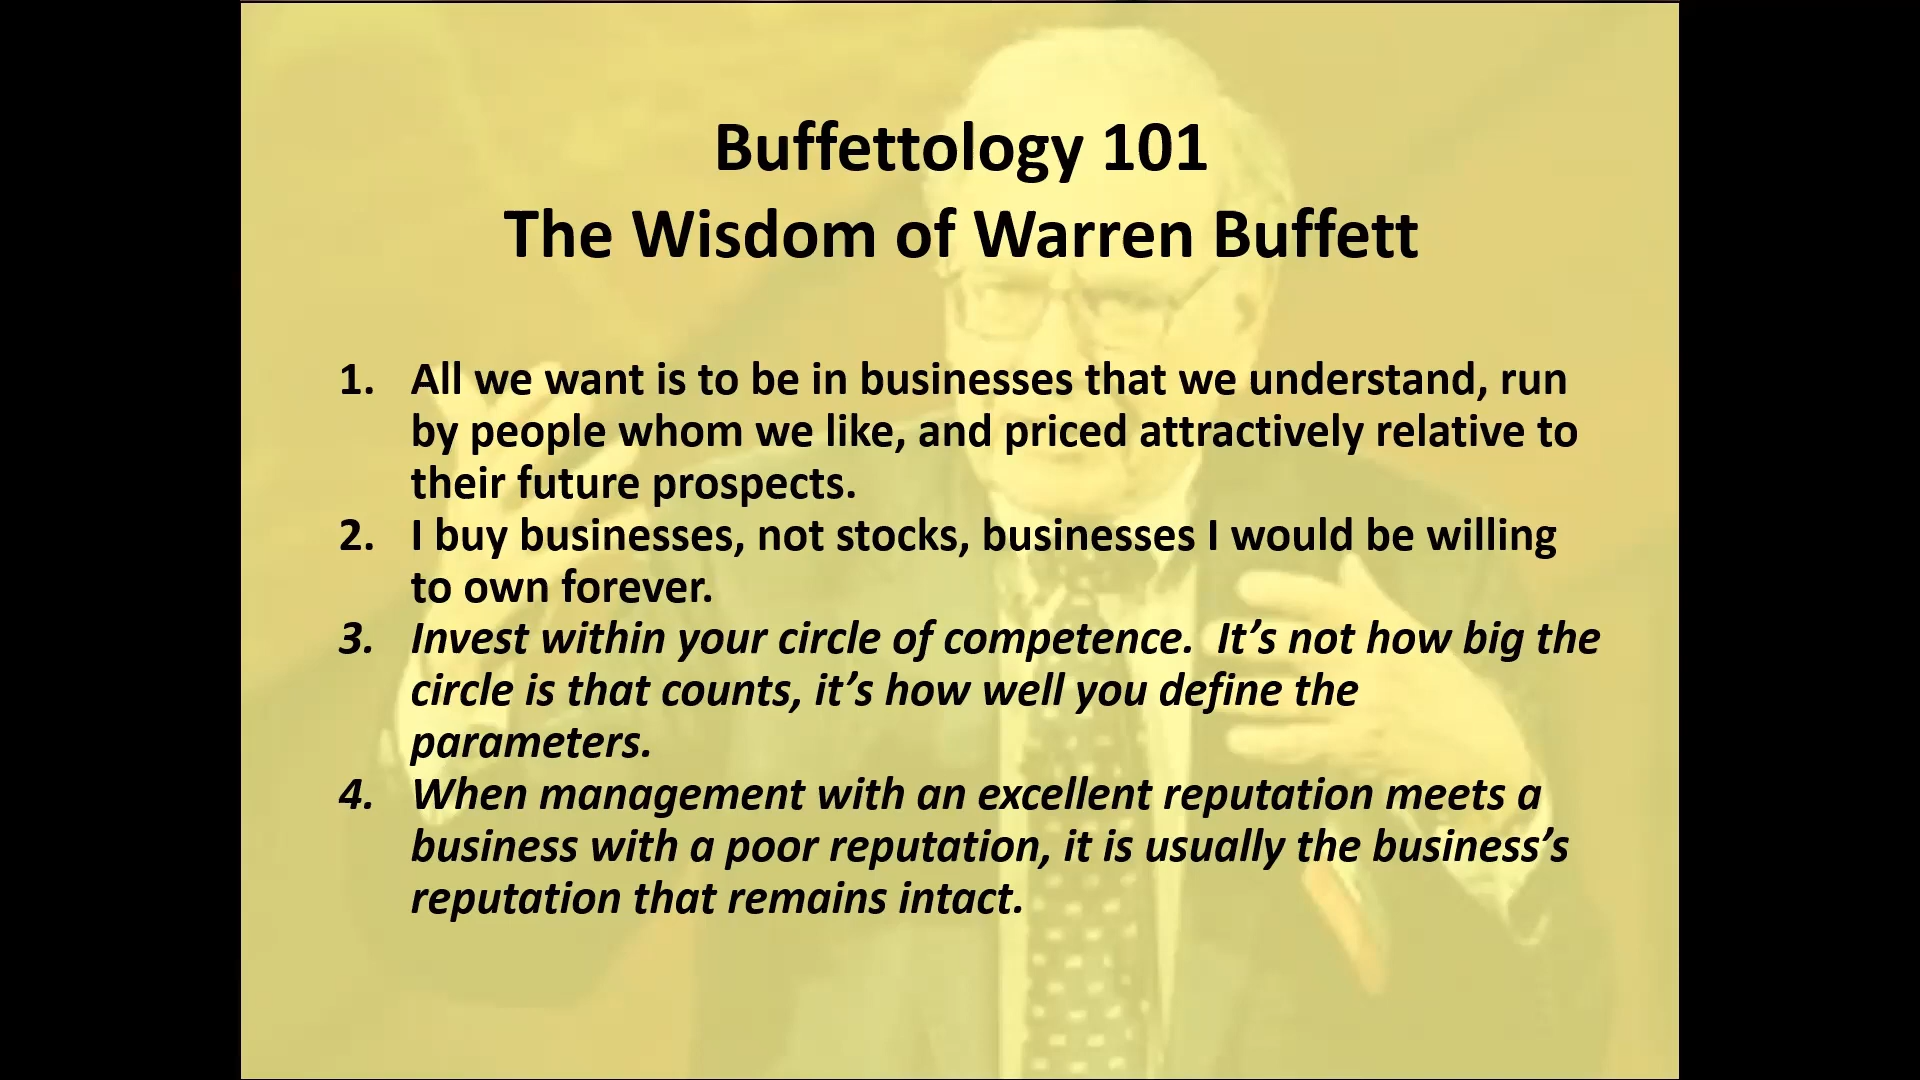 Buffettology 101
The Wisdom of Warren Buffett
1. All we want is to be in businesses that we understand, run
by people whom we like, and priced attractively relative to
their future prospects.
2. I buy businesses, not stocks, businesses I would be willing
to own forever.
3. Invest within your circle of competence.  It’s not how big the
circle is that counts, it’s how well you define the
parameters.
4. When management with an excellent reputation meets a
business with a poor reputation, it is usually the business’s
reputation that remains intact.